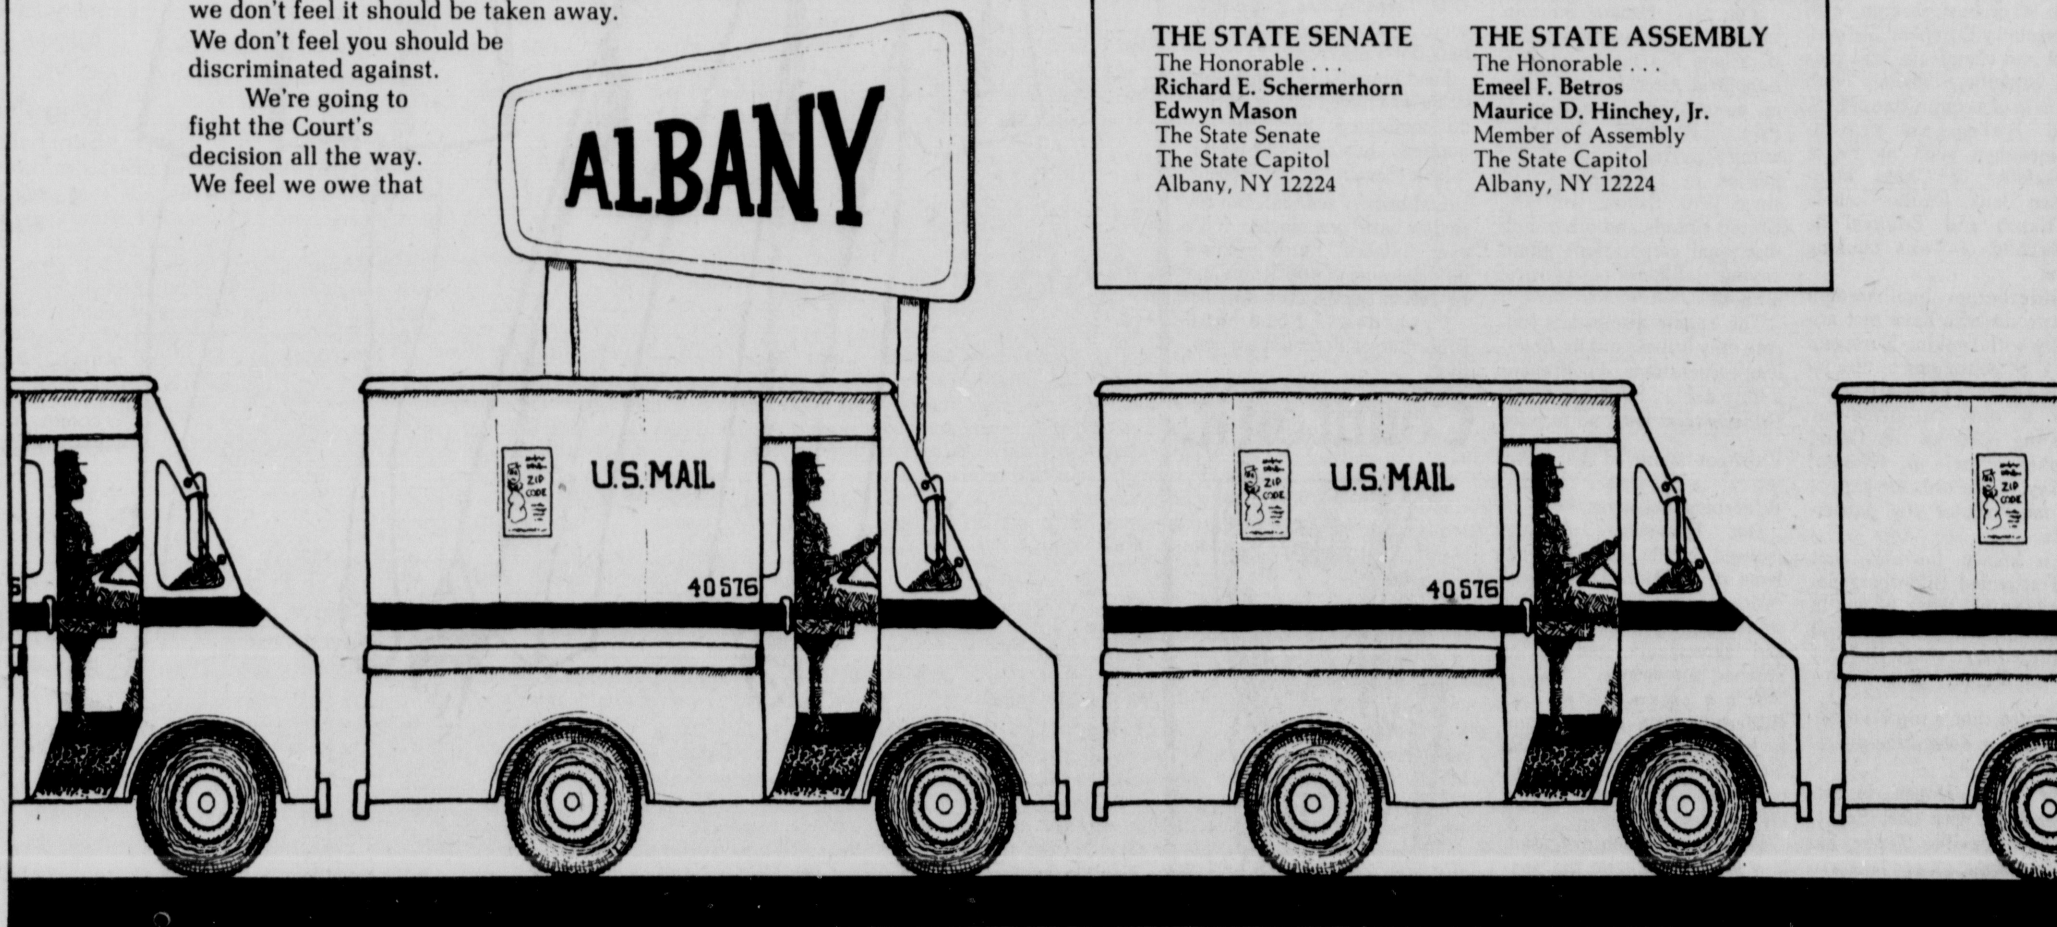 we don't feel it should be taken away.
We don't feel you should be
discriminated against.
We're going to
fight the Court's
decision all the way.
We feel we owe that
ALBANY
THE STATE SENATE
The Honorable . . .
Richard E. Schermerhorn
Edwyn Mason
The State Senate
The State Capitol
Albany, NY 12224
THE STATE ASSEMBLY
The Honorable . . .
Emeel F. Betros
Maurice D. Hinchey, Jr.
Member of Assembly
The State Capitol
Albany, NY 12224
ZIP
CODE
U.S. MAIL
40576
ZIP
CODE
U.S. MAIL
40576
ZIP
CODE